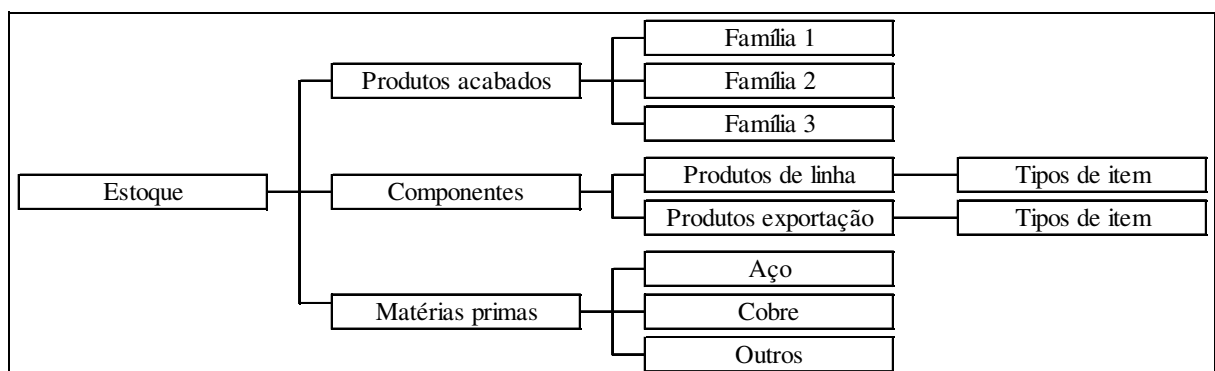 Família 1
Produtos acabados
Família 2
Família 3
Estoque
Componentes
Produtos de linha
Tipos de item
Produtos exportação
Tipos de item
Matérias primas
Aço
Cobre
Outros